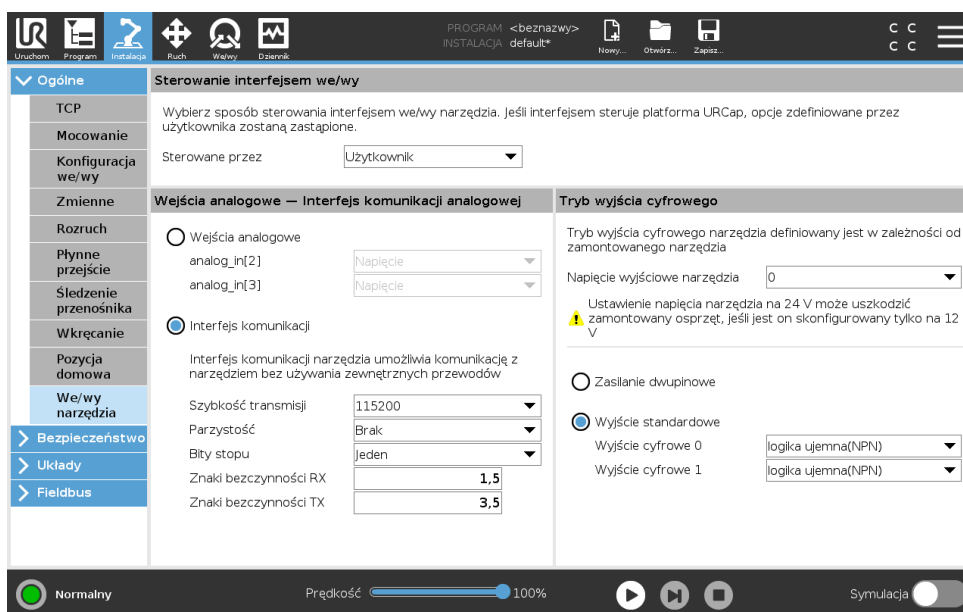 UR
Uruchom
Program
Instalacja
Ruch
We/wy
Dziennik
PROGRAM <beznazwy>
INSTALACJA default*
Nowy...
Otwórz...
Zapisz...
C C
C C
Ogólne
TCP
Mocowanie
Konfiguracja
we/wy
Zmienne
Rozruch
Płynne
przejście
Śledzenie
przenośnika
Wkręcanie
Pozycja
domowa
We/wy
narzędzia
Bezpieczeństwo
Układy
Fieldbus
Sterowanie interfejsem we/wy
Wybierz sposób sterowania interfejsem we/wy narzędzia. Jeśli interfejsem steruje platforma URCap, opcje zdefiniowane przez
użytkownika zostaną zastąpione.
Sterowane przez
Użytkownik
Wejścia analogowe — Interfejs komunikacji analogowej
Wejścia analogowe
analog_in[2] Napięcie
analog_in[3] Napięcie
Interfejs komunikacji
Interfejs komunikacji narzędzia umożliwia komunikację z
narzędziem bez używania zewnętrznych przewodów
Szybkość transmisji 115200
Parzystość Brak
Bity stopu Jeden
Znaki bezczynności RX 1,5
Znaki bezczynności TX 3,5
Tryb wyjścia cyfrowego
Tryb wyjścia cyfrowego narzędzia definiowany jest w zależności od
zamontowanego narzędzia
Napięcie wyjściowe narzędzia 0
Ustawienie napięcia narzędzia na 24 V może uszkodzić
zamontowany osprzęt, jeśli jest on skonfigurowany tylko na 12
V
Zasilanie dwupinowe
Wyjście standardowe
Wyjście cyfrowe 0 logika ujemna(NPN)
Wyjście cyfrowe 1 logika ujemna(NPN)
Normalny
Prędkość 100%
Symulacja